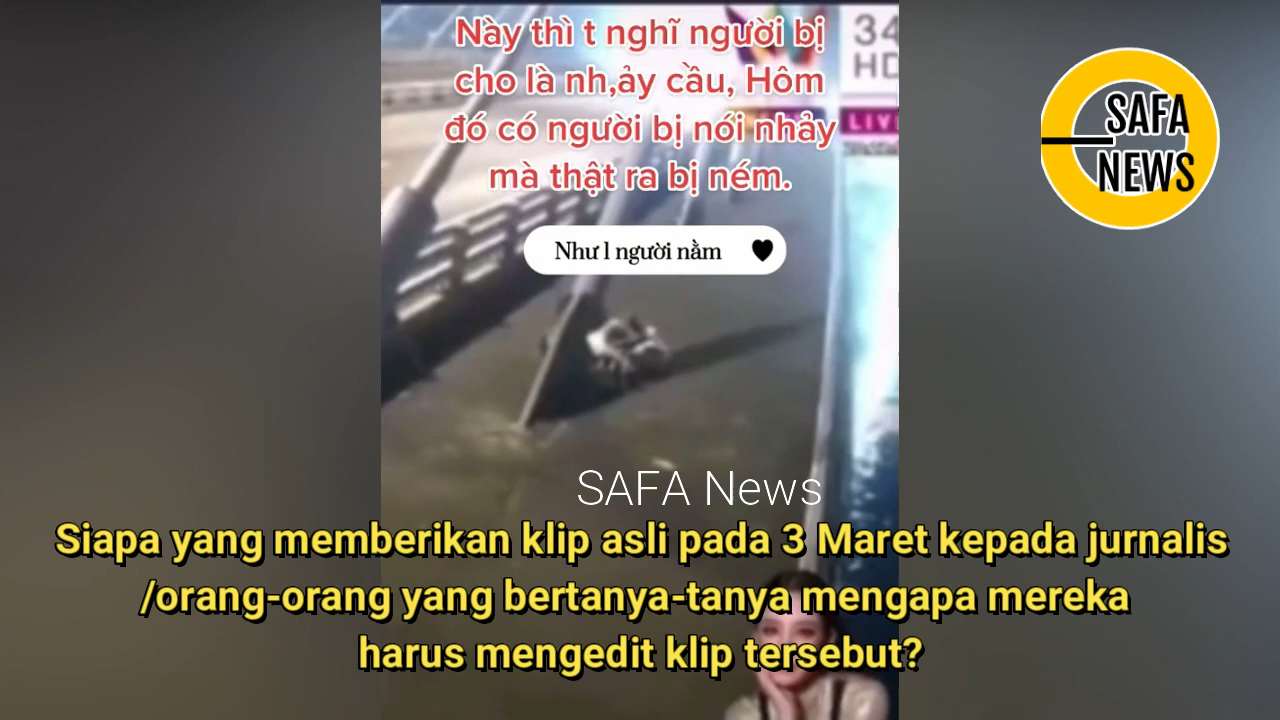 Này thì t nghĩ người bị
cho là nh,ảy cầu, Hôm
đó có người bị nói nhảy
mà thật ra bị ném.
34
HD
LIV
SAFA
NEWS
Như 1 người nằm
SAFA News
Siapa yang memberikan klip asli pada 3 Maret kepada jurnalis
/orang-orang yang bertanya-tanya mengapa mereka
harus mengedit klip tersebut?